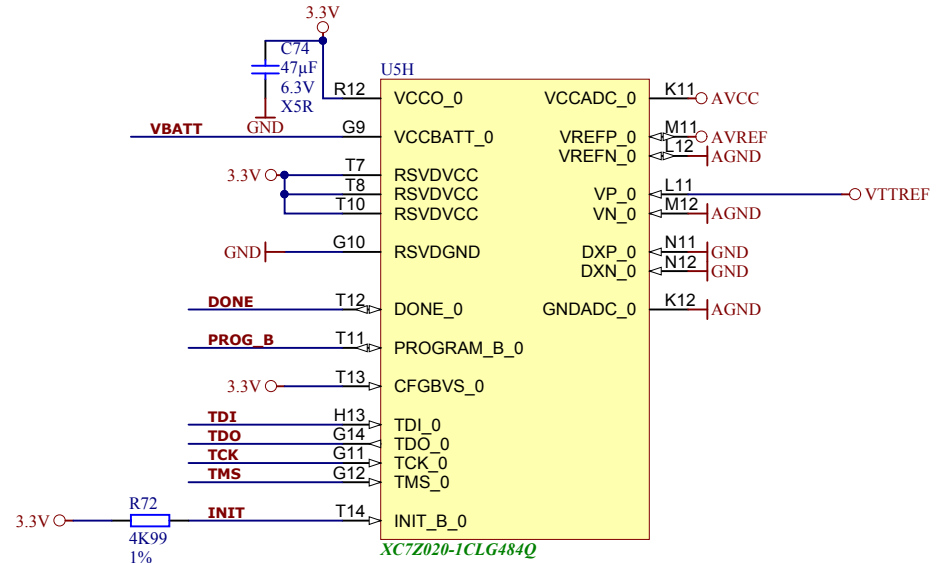 3.3V
C74
47µF
6.3V
X5R
GND
U5H
R12 VCCO_0 VCCADC_0 K11 AVCC
VBATT G9 VCCBATT_0 VREFP_0 M11 AVREF
VREFN_0 L12 AGND
3.3V T7 RSVDVCC
T8 RSVDVCC VP_0 L11 VTTREF
T10 RSVDVCC VN_0 M12 AGND
GND G10 RSVDGND DXP_0 N11 GND
DXN_0 N12 GND
DONE T12 DONE_0 GNDADC_0 K12 AGND
PROG_B T11 PROGRAM_B_0
3.3V T13 CFGBVS_0
TDI H13 TDI_0
TDO G14 TDO_0
TCK G11 TCK_0
TMS G12 TMS_0
R72
3.3V INIT T14 INIT_B_0
4K99
1%
XC7Z020-1CLG484Q